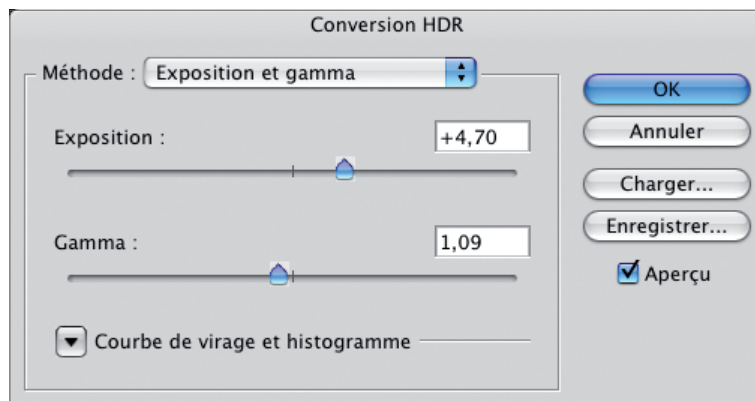 Conversion HDR
Méthode : Exposition et gamma
OK
Exposition : +4,70
Annuler
Charger...
Gamma : 1,09
Enregistrer...
Aperçu
Courbe de virage et histogramme